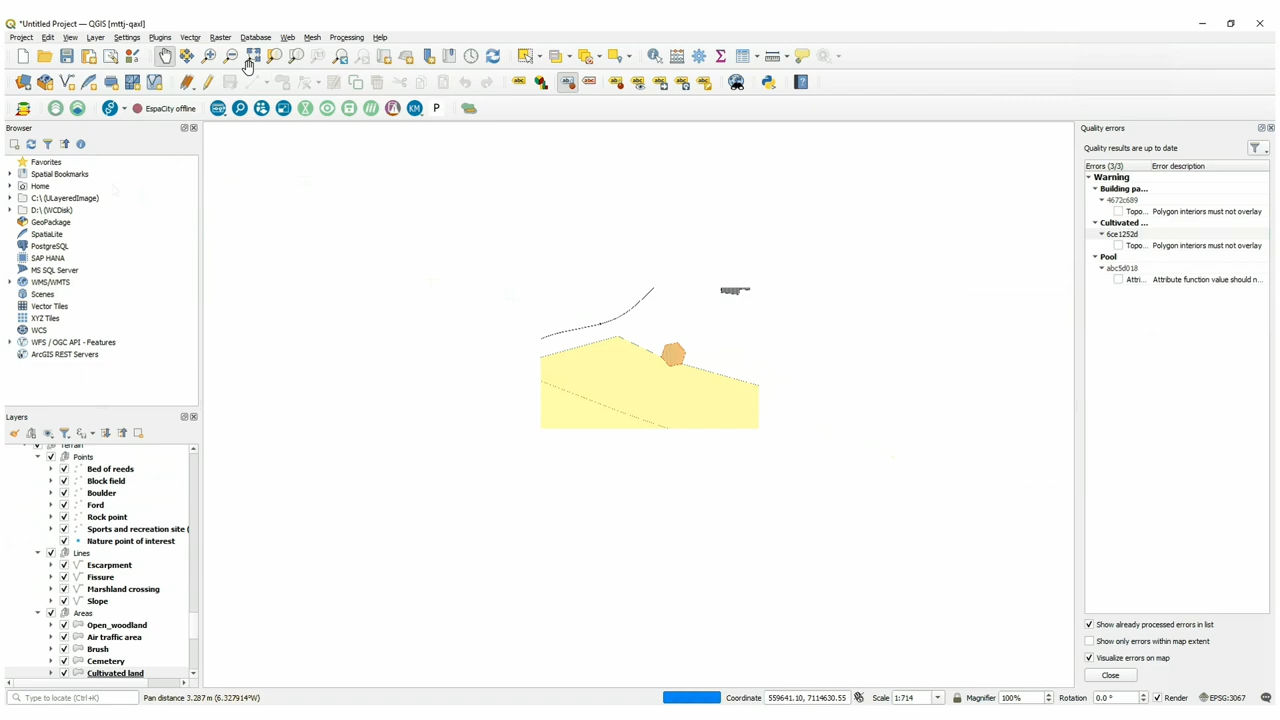 *Untitled Project — QGIS [mttj-qaxl]
Project Edit View Layer Settings Plugins Vector Raster Database Web Mesh Processing Help
EspaCity offline
KM P
Browser
Favorites
Spatial Bookmarks
Home
C:\ (ULayeredImage)
D:\ (WCDisk)
GeoPackage
SpatiaLite
PostgreSQL
SAP HANA
MS SQL Server
WMS/WMTS
Scenes
Vector Tiles
XYZ Tiles
WCS
WFS / OGC API - Features
ArcGIS REST Servers
Layers
Terrain
Points
Bed of reeds
Block field
Boulder
Ford
Rock point
Sports and recreation site (
Nature point of interest
Lines
Escarpment
Fissure
Marshland crossing
Slope
Areas
Open_woodland
Air traffic area
Brush
Cemetery
Cultivated land
Quality errors
Quality results are up to date
Errors (3/3) Error description
Warning
Building pa...
4672c689
Topo... Polygon interiors must not overlay
Cultivated ...
6ce1252d
Topo... Polygon interiors must not overlay
Pool
abc5d018
Attri... Attribute function value should n...
Show already processed errors in list
Show only errors within map extent
Visualize errors on map
Close
Type to locate (Ctrl+K) Pan distance 3.287 m (6.327914°W) Coordinate 559641.10, 7114630.55 Scale 1:714 Magnifier 100% Rotation 0.0 ° Render EPSG:3067